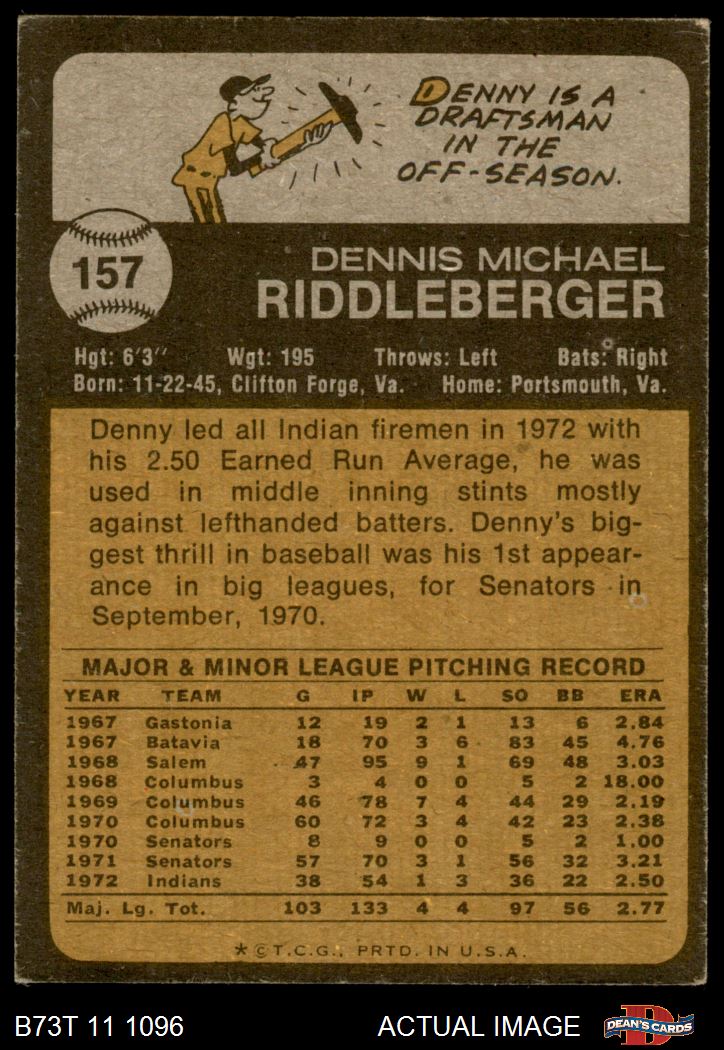 DENNY IS A
DRAFTSMAN
IN THE
OFF-SEASON.
157
DENNIS MICHAEL
RIDDLEBERGER
Hgt: 6'3" Wgt: 195 Throws: Left Bats: Right
Born: 11-22-45, Clifton Forge, Va. Home: Portsmouth, Va.
Denny led all Indian firemen in 1972 with
his 2.50 Earned Run Average, he was
used in middle inning stints mostly
against lefthanded batters. Denny's big-
gest thrill in baseball was his 1st appear-
ance in big leagues, for Senators in
September, 1970.
MAJOR & MINOR LEAGUE PITCHING RECORD
YEAR TEAM G IP W L SO BB ERA
1967 Gastonia 12 19 2 1 13 6 2.84
1967 Batavia 18 70 3 6 83 45 4.76
1968 Salem 47 95 9 1 69 48 3.03
1968 Columbus 3 4 0 0 5 2 18.00
1969 Columbus 46 78 7 4 44 29 2.19
1970 Columbus 60 72 3 4 42 23 2.38
1970 Senators 8 9 0 0 5 2 1.00
1971 Senators 57 70 3 1 56 32 3.21
1972 Indians 38 54 1 3 36 22 2.50
Maj. Lg. Tot. 103 133 4 4 97 56 2.77
* © T.C.G., PRTD. IN U.S.A.
B73T 11 1096 ACTUAL IMAGE D DEAN'S CARDS